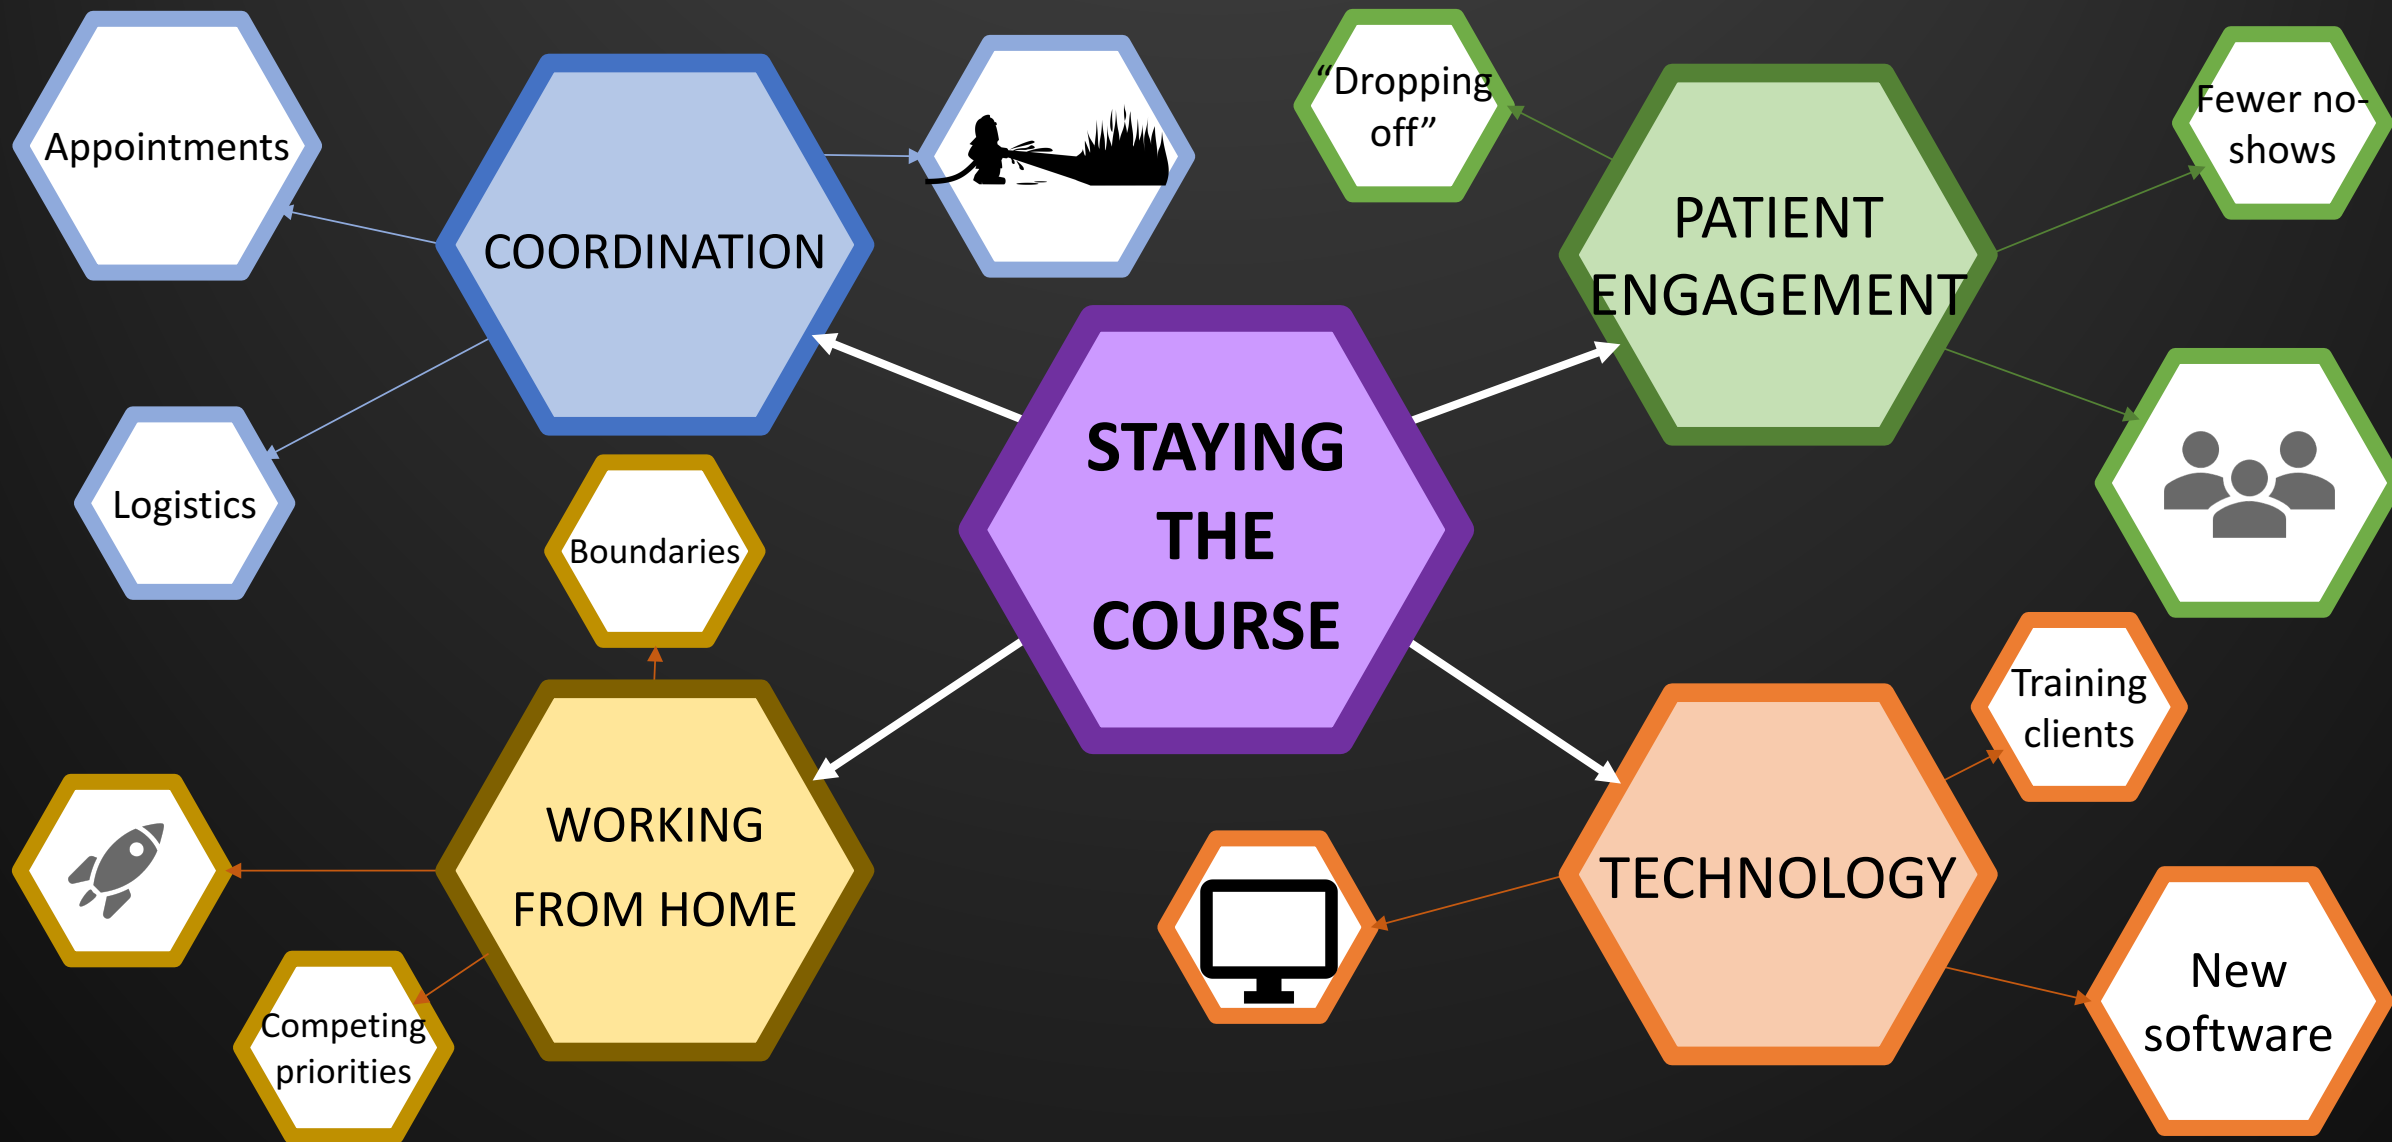 Appointments
COORDINATION
Logistics
“Dropping
off”
PATIENT
ENGAGEMENT
Fewer no-
shows
STAYING
THE
COURSE
Boundaries
WORKING
FROM HOME
Competing
priorities
TECHNOLOGY
Training
clients
New
software